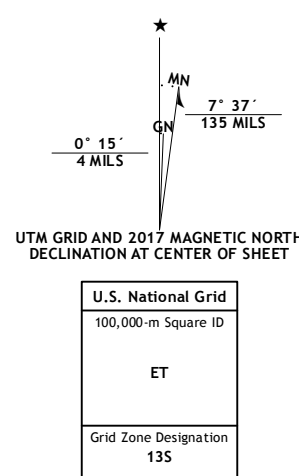 ★
MN
7° 37´
135 MILS
GN
0° 15´
4 MILS
UTM GRID AND 2017 MAGNETIC NORTH
DECLINATION AT CENTER OF SHEET
U.S. National Grid
100,000-m Square ID
ET
Grid Zone Designation
13S